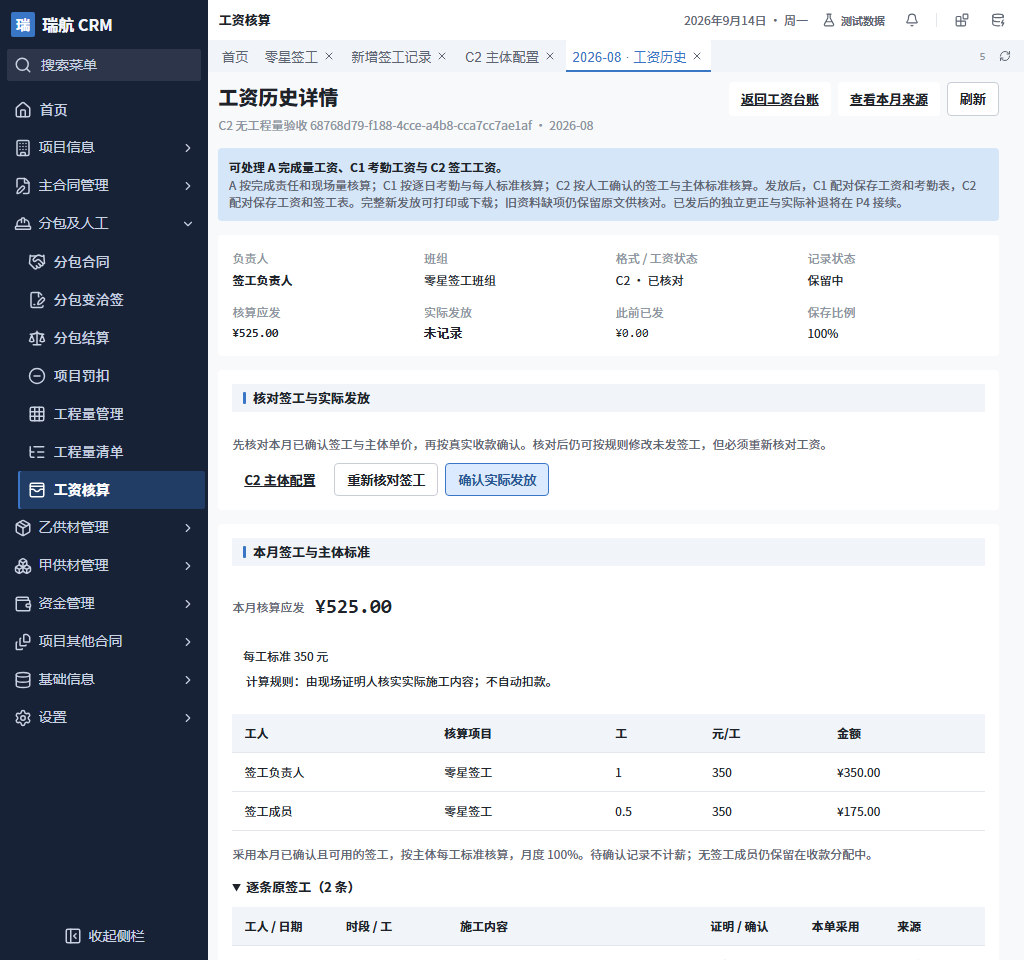 瑞 瑞航 CRM
搜索菜单
首页
项目信息
主合同管理
分包及人工
分包合同
分包变洽签
分包结算
项目罚扣
工程量管理
工程量清单
工资核算
乙供材管理
甲供材管理
资金管理
项目其他合同
基础信息
设置
收起侧栏
工资核算
2026年9月14日 · 周一 测试数据
首页 零星签工 × 新增签工记录 × C2 主体配置 × 2026-08 · 工资历史 × 5
工资历史详情
返回工资台账 查看本月来源 刷新
C2 无工程量验收 68768d79-f188-4cce-a4b8-cca7cc7ae1af · 2026-08
可处理 A 完成量工资、C1 考勤工资与 C2 签工工资。
A 按完成责任和现场量核算；C1 按逐日考勤与每人标准核算；C2 按人工确认的签工与主体标准核算。发放后，C1 配对保存工资和考勤表，C2
配对保存工资和签工表。完整新发放可打印或下载；旧资料缺项仍保留原文供核对。已发后的独立更正与实际补退将在 P4 接续。
负责人 班组 格式 / 工资状态 记录状态
签工负责人 零星签工班组 C2 · 已核对 保留中
核算应发 实际发放 此前已发 保存比例
¥525.00 未记录 ¥0.00 100%
核对签工与实际发放
先核对本月已确认签工与主体单价，再按真实收款确认。核对后仍可按规则修改未发签工，但必须重新核对工资。
C2 主体配置 重新核对签工 确认实际发放
本月签工与主体标准
本月核算应发 ¥525.00
每工标准 350 元
计算规则：由现场证明人核实实际施工内容；不自动扣款。
工人 核算项目 工 元/工 金额
签工负责人 零星签工 1 350 ¥350.00
签工成员 零星签工 0.5 350 ¥175.00
采用本月已确认且可用的签工，按主体每工标准核算，月度 100%。待确认记录不计薪；无签工成员仍保留在收款分配中。
▼ 逐条原签工（2 条）
工人 / 日期 时段 / 工 施工内容 证明 / 确认 本单采用 来源